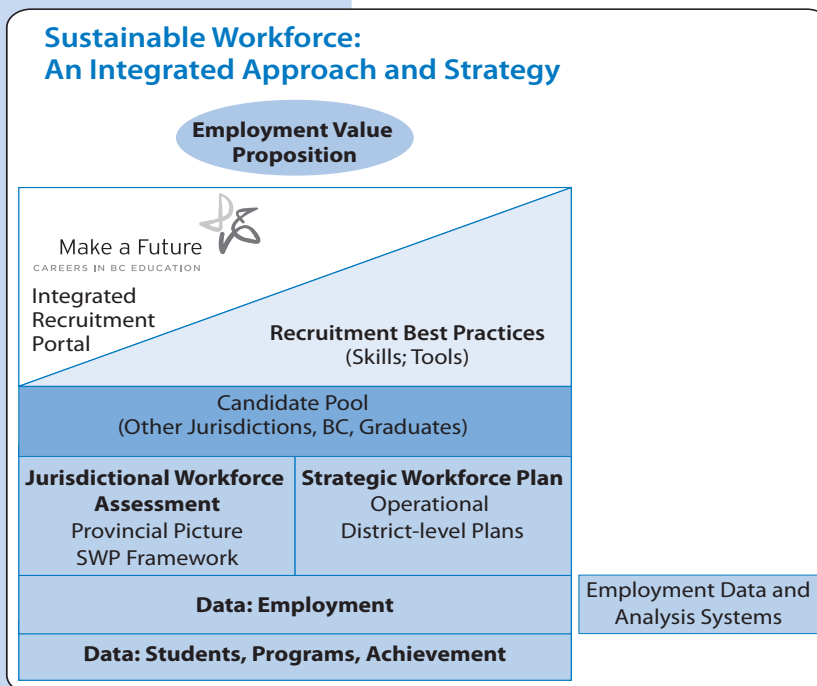 Sustainable Workforce:
An Integrated Approach and Strategy
Employment Value
Proposition
Make a Future
CAREERS IN BC EDUCATION
Integrated
Recruitment
Portal
Recruitment Best Practices
(Skills; Tools)
Candidate Pool
(Other Jurisdictions, BC, Graduates)
Jurisdictional Workforce
Assessment
Provincial Picture
SWP Framework
Strategic Workforce Plan
Operational
District-level Plans
Data: Employment
Employment Data and
Analysis Systems
Data: Students, Programs, Achievement